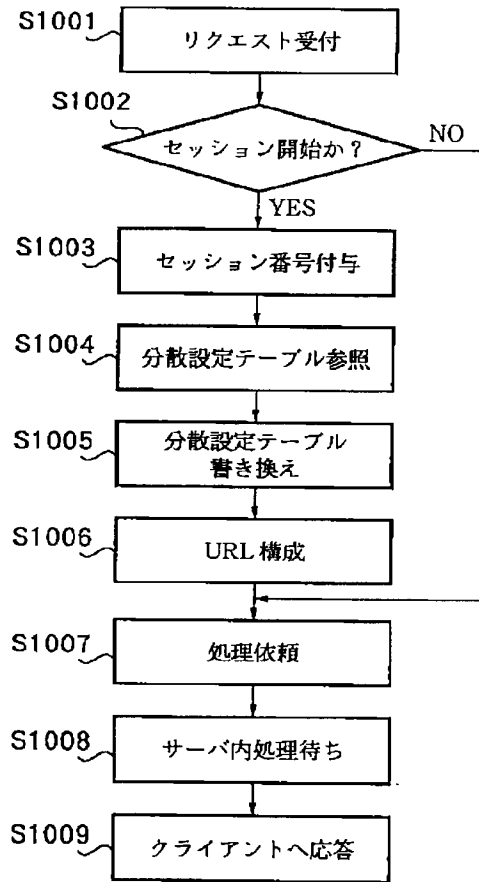 S1001
リクエスト受付
S1002
セッション開始か?
NO
YES
S1003
セッション番号付与
S1004
分散設定テーブル参照
S1005
分散設定テーブル
書き換え
S1006
URL構成
S1007
処理依頼
S1008
サーバ内処理待ち
S1009
クライアントへ応答